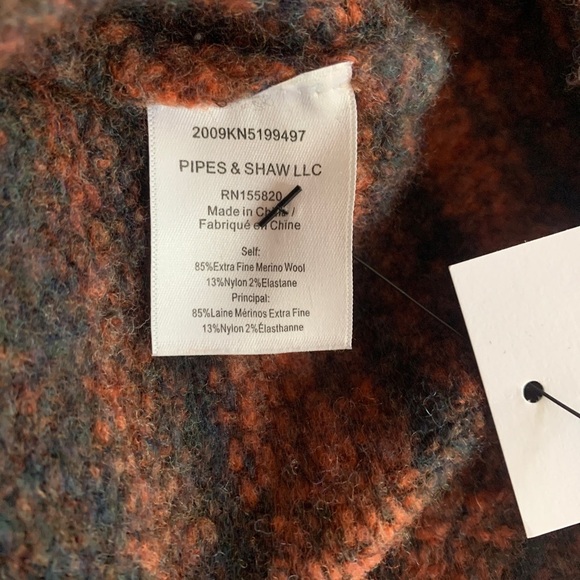 2009KN5199497
PIPES & SHAW LLC
RN155820
Made in China /
Fabriqué en Chine
Self:
85%Extra Fine Merino Wool
13%Nylon 2%Elastane
Principal:
85%Laine Mérinos Extra Fine
13%Nylon 2%Élasthanne